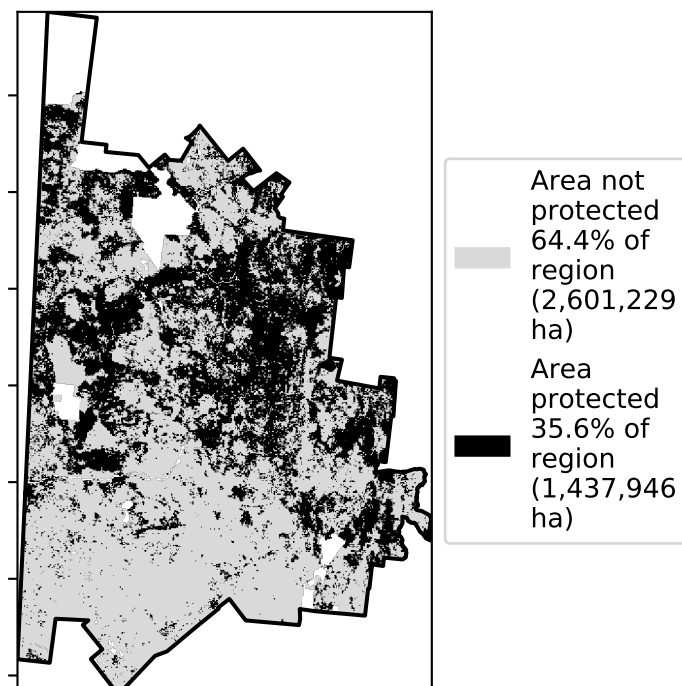 Area not
protected
64.4% of
region
(2,601,229
ha)
Area
protected
35.6% of
region
(1,437,946
ha)